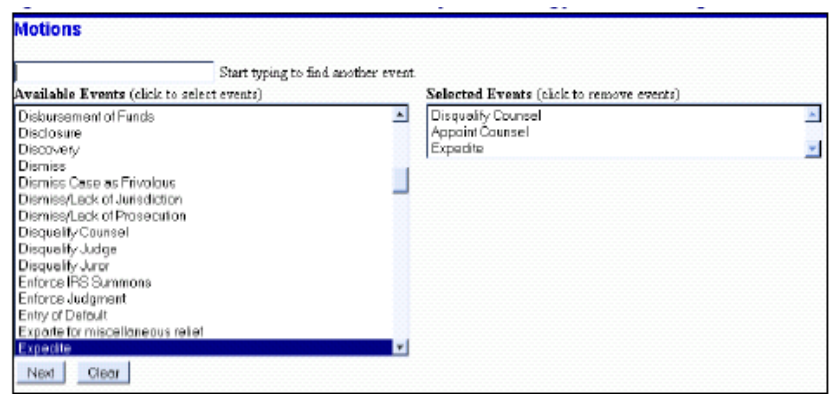 Motions
Start typing to find another event.
Available Events (click to select events)
Disbursement of Funds
Disclosure
Discovery
Dismiss
Dismiss Case as Frivolous
Dismiss/Lack of Jurisdiction
Dismiss/Lack of Prosecution
Disqualify Counsel
Disqualify Judge
Disqualify Juror
Enforce IRS Summons
Enforce Judgment
Entry of Default
Exparte for miscellaneous relief
Expedite
Selected Events (click to remove events)
Disqualify Counsel
Appoint Counsel
Expedite
Next Clear